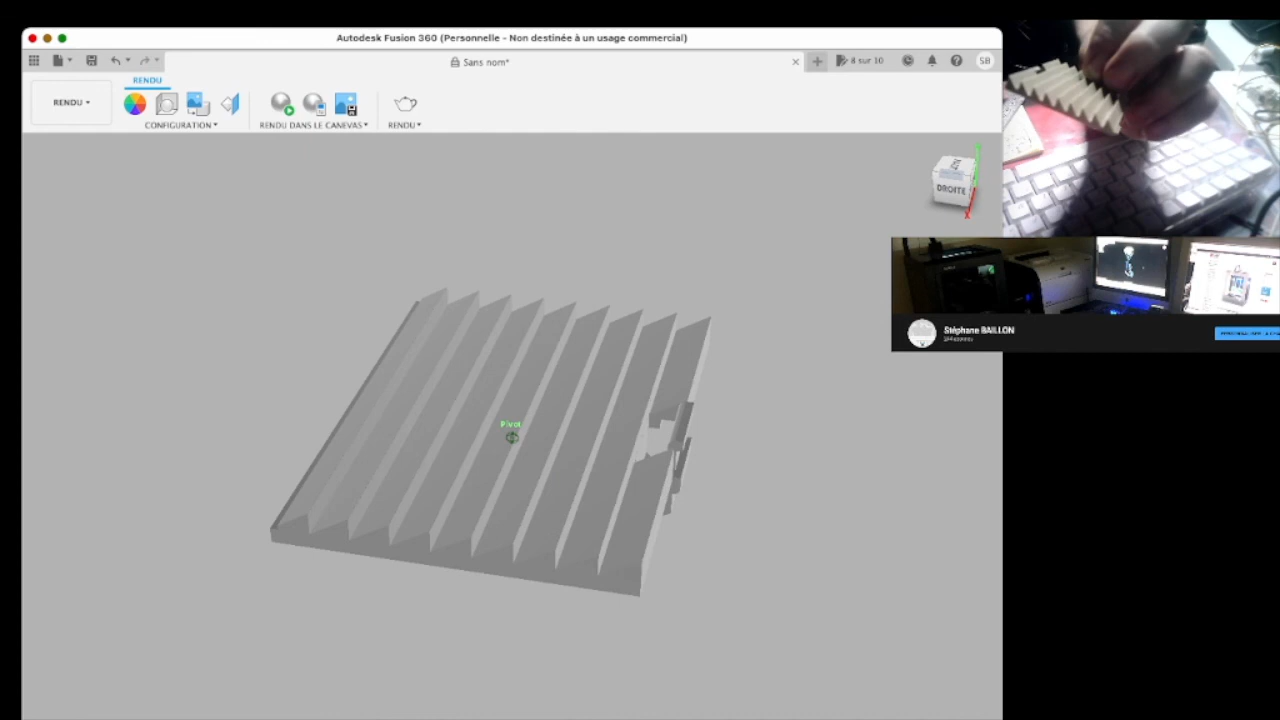 Autodesk Fusion 360 (Personnelle - Non destinée à un usage commercial)
Sans nom*
8 sur 10
SB
RENDU
RENDU
CONFIGURATION
RENDU DANS LE CANEVAS
RENDU
DROITE
Pivot
Stéphane BAILLON